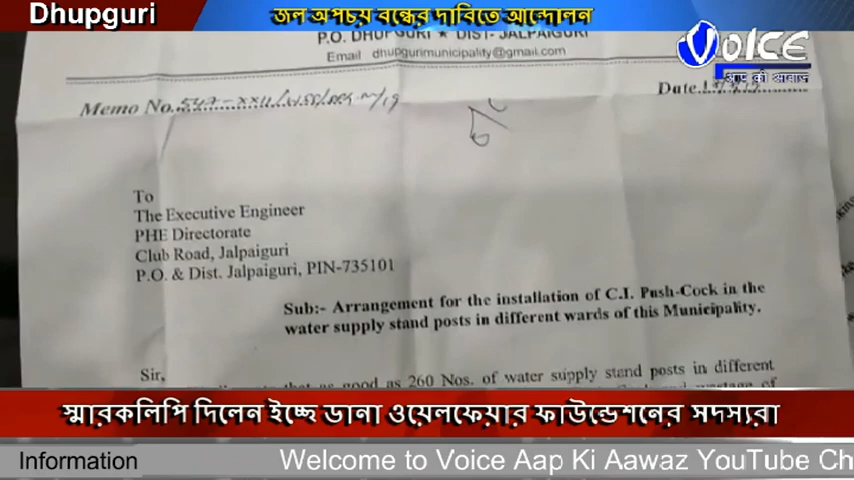 Dhupguri
জল অপচয় বন্ধের দাবিতে আন্দোলন
VOICE
आप की आवाज़
P.O. DHUPGURI ★ DIST- JALPAIGURI
Email dhupgurimunicipality@gmail.com
Memo No.
Date
To
The Executive Engineer
PHE Directorate
Club Road, Jalpaiguri
P.O. & Dist. Jalpaiguri, PIN-735101
Sub:- Arrangement for the installation of C.I. Push-Cock in the
water supply stand posts in different wards of this Municipality.
Sir,
that as good as 260 Nos. of water supply stand posts in different
স্মারকলিপি দিলেন ইচ্ছে ডানা ওয়েলফেয়ার ফাউন্ডেশনের সদস্যরা
Information
Welcome to Voice Aap Ki Aawaz YouTube Ch